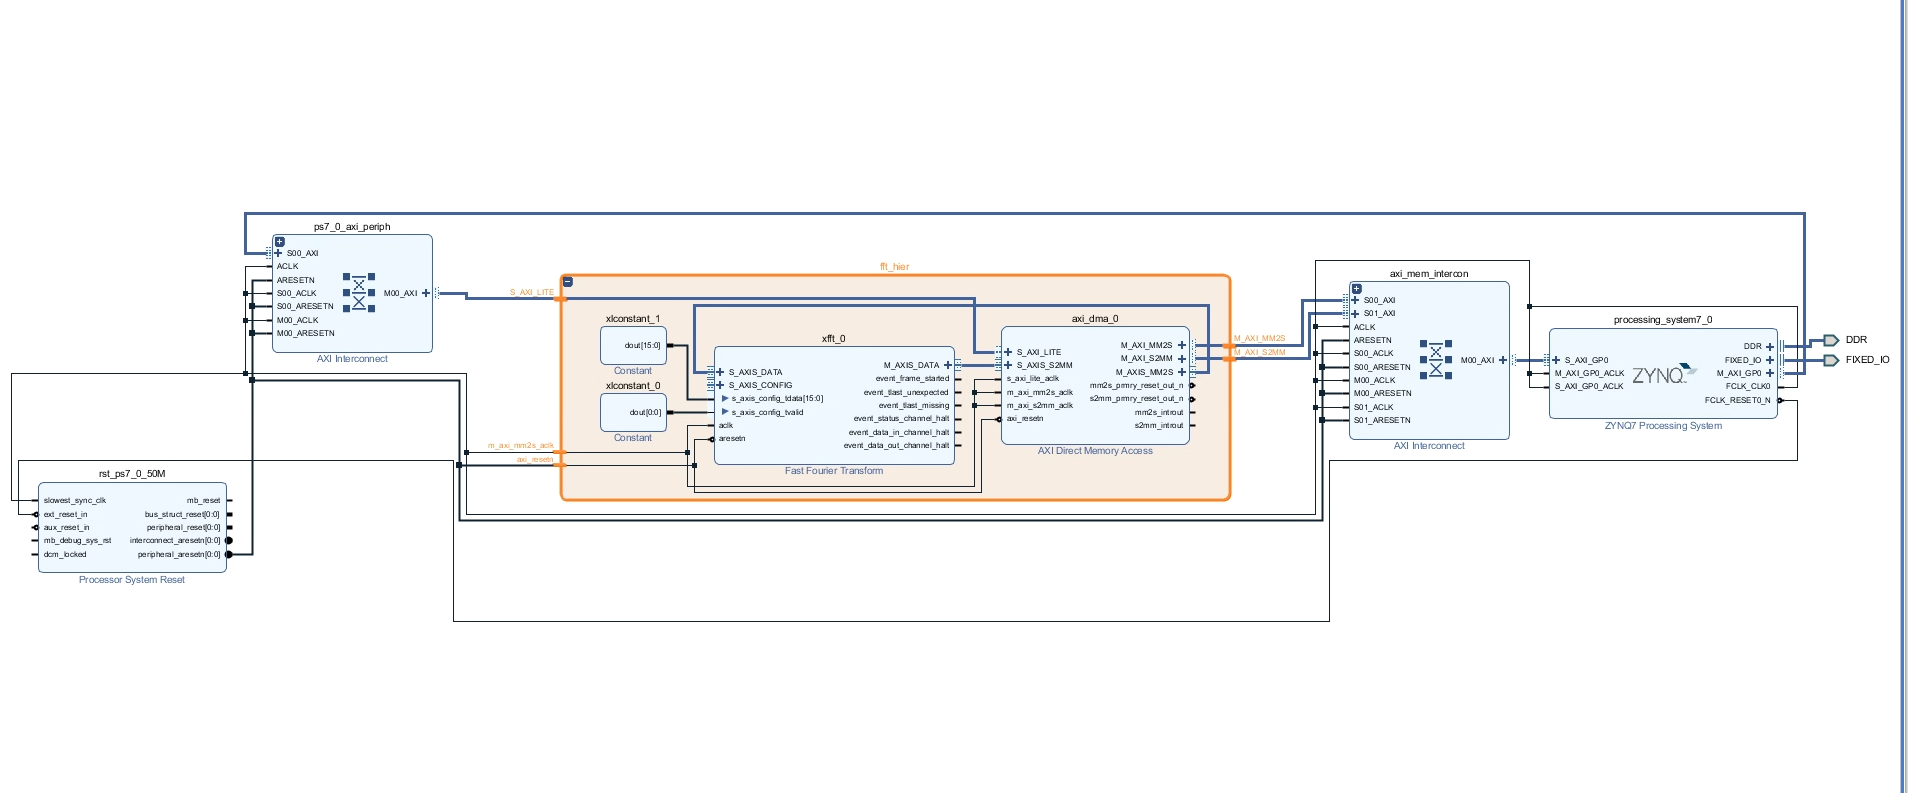 ps7_0_axi_periph
S00_AXI
ACLK
ARESETN
S00_ACLK
S00_ARESETN
M00_ACLK
M00_ARESETN
M00_AXI
AXI Interconnect
rst_ps7_0_50M
slowest_sync_clk
ext_reset_in
aux_reset_in
mb_debug_sys_rst
dcm_locked
mb_reset
bus_struct_reset[0:0]
peripheral_reset[0:0]
interconnect_aresetn[0:0]
peripheral_aresetn[0:0]
Processor System Reset
fft_hier
S_AXI_LITE
m_axi_mm2s_aclk
axi_resetn
M_AXI_MM2S
M_AXI_S2MM
xlconstant_1
dout[15:0]
Constant
xlconstant_0
dout[0:0]
Constant
xfft_0
S_AXIS_DATA
S_AXIS_CONFIG
s_axis_config_tdata[15:0]
s_axis_config_tvalid
aclk
aresetn
M_AXIS_DATA
event_frame_started
event_tlast_unexpected
event_tlast_missing
event_status_channel_halt
event_data_in_channel_halt
event_data_out_channel_halt
Fast Fourier Transform
axi_dma_0
S_AXI_LITE
S_AXIS_S2MM
s_axi_lite_aclk
m_axi_mm2s_aclk
m_axi_s2mm_aclk
axi_resetn
M_AXI_MM2S
M_AXI_S2MM
M_AXIS_MM2S
mm2s_prmry_reset_out_n
s2mm_prmry_reset_out_n
mm2s_introut
s2mm_introut
AXI Direct Memory Access
axi_mem_intercon
S00_AXI
S01_AXI
ACLK
ARESETN
S00_ACLK
S00_ARESETN
M00_ACLK
M00_ARESETN
S01_ACLK
S01_ARESETN
M00_AXI
AXI Interconnect
processing_system7_0
S_AXI_GP0
M_AXI_GP0_ACLK
S_AXI_GP0_ACLK
ZYNQ
DDR
FIXED_IO
M_AXI_GP0
FCLK_CLK0
FCLK_RESET0_N
ZYNQ7 Processing System
DDR
FIXED_IO